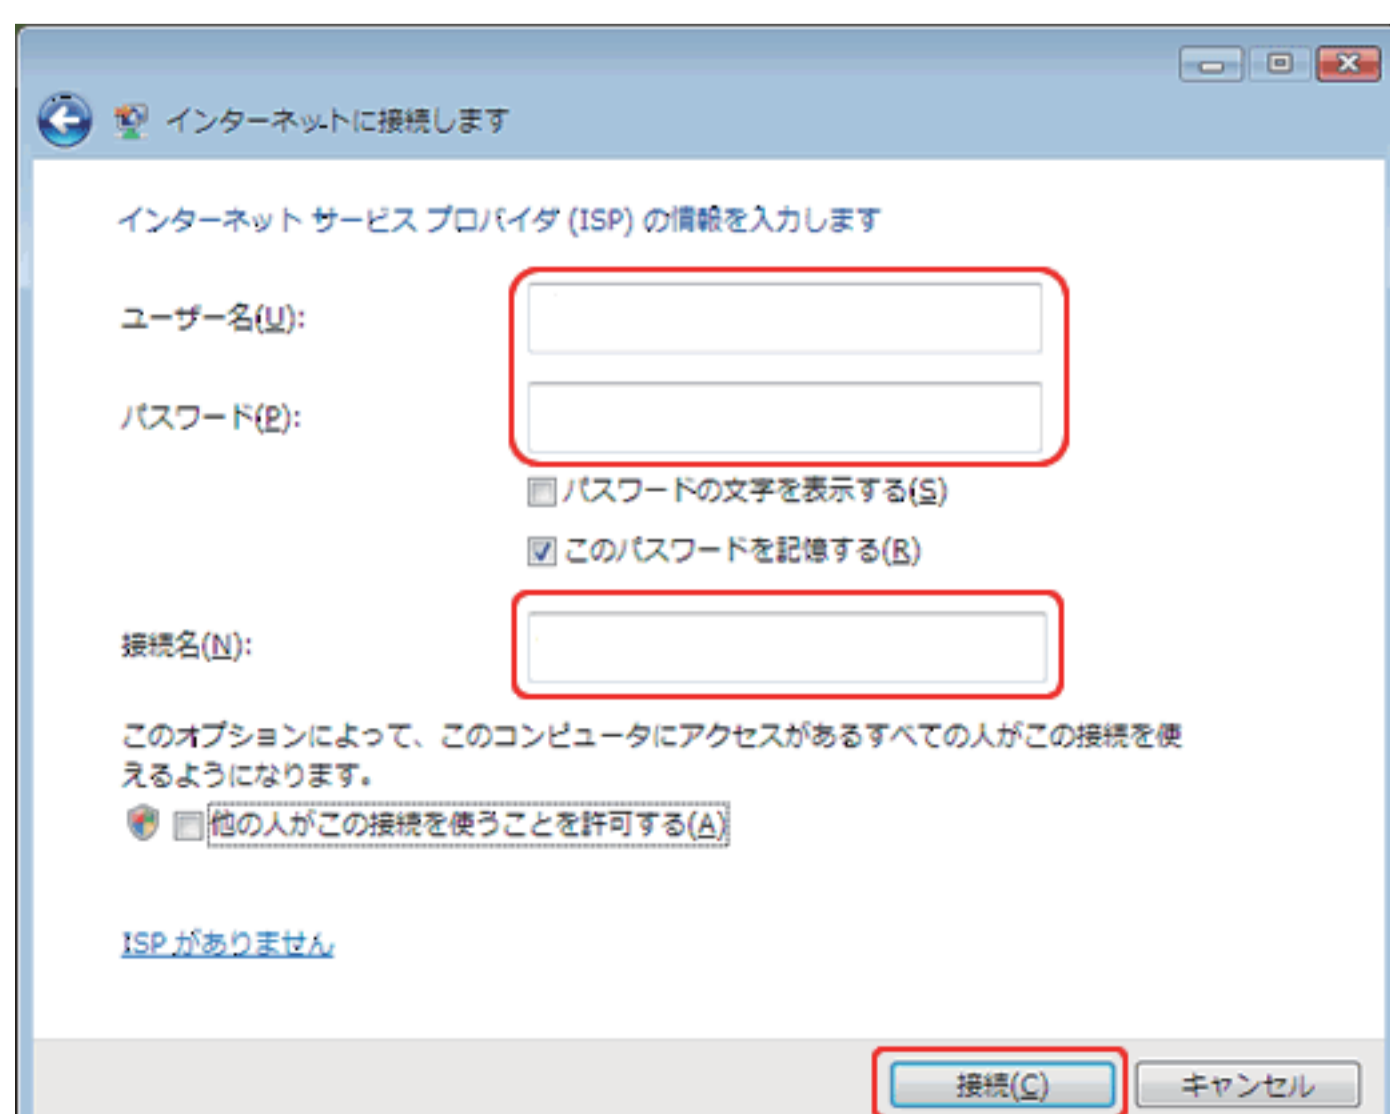 インターネットに接続します
インターネット サービス プロバイダ (ISP) の情報を入力します
ユーザー名(U):
パスワード(P):
パスワードの文字を表示する(S)
このパスワードを記憶する(R)
接続名(N):
このオプションによって、このコンピュータにアクセスがあるすべての人がこの接続を使
えるようになります。
他の人がこの接続を使うことを許可する(A)
ISP がありません
接続(C)
キャンセル